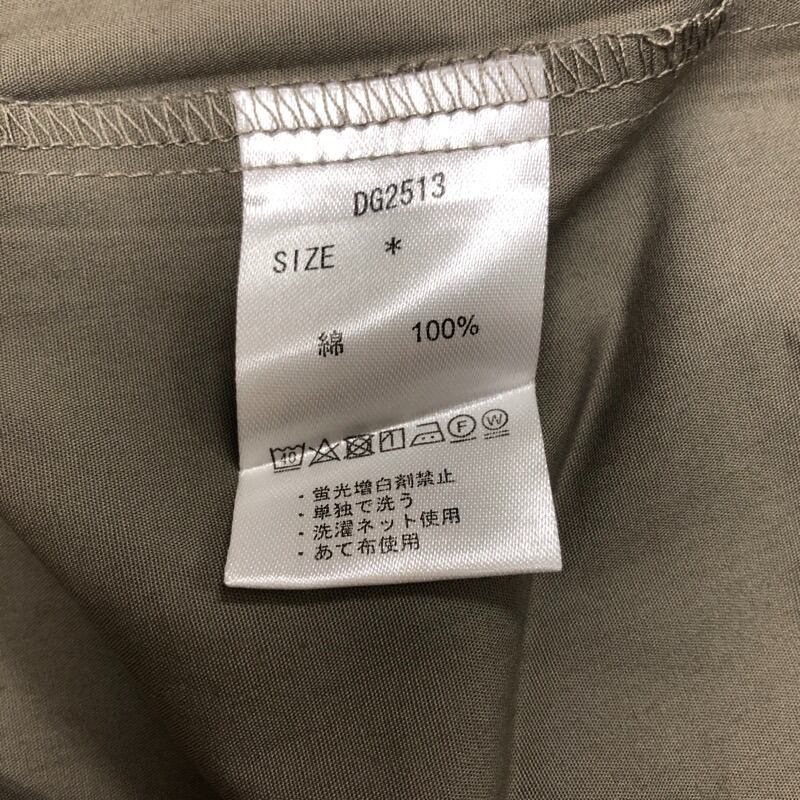 DG2513
SIZE *
綿 100%
40 F W
・蛍光増白剤禁止
・単独で洗う
・洗濯ネット使用
・あて布使用